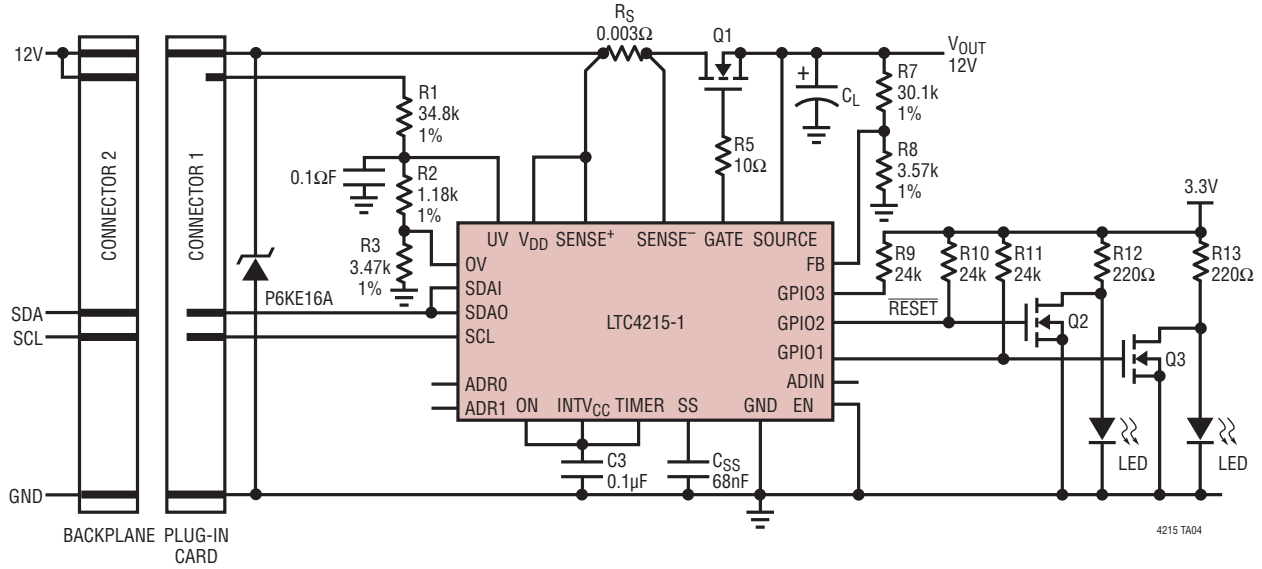 12V
SDA
SCL
GND
CONNECTOR 2
CONNECTOR 1
BACKPLANE
PLUG-IN
CARD
P6KE16A
R1
34.8k
1%
0.1ΩF
R2
1.18k
1%
R3
3.47k
1%
RS
0.003Ω
Q1
R5
10Ω
+
CL
VOUT
12V
R7
30.1k
1%
R8
3.57k
1%
UV
VDD
SENSE+
SENSE–
GATE
SOURCE
OV
SDAI
SDAO
SCL
ADR0
ADR1
LTC4215-1
FB
GPIO3
GPIO2
GPIO1
ADIN
ON
INTVCC
TIMER
SS
GND
EN
C3
0.1µF
CSS
68nF
3.3V
R9
24k
R10
24k
R11
24k
R12
220Ω
R13
220Ω
RESET
Q2
Q3
LED
LED
4215 TA04